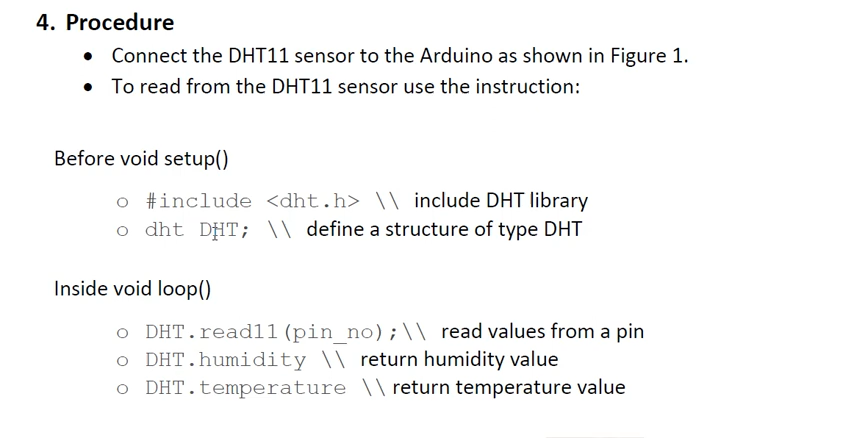 4. Procedure
• Connect the DHT11 sensor to the Arduino as shown in Figure 1.
• To read from the DHT11 sensor use the instruction:
Before void setup()
o #include <dht.h> \\ include DHT library
o dht DHT; \\ define a structure of type DHT
Inside void loop()
o DHT.read11(pin_no);\\ read values from a pin
o DHT.humidity \\ return humidity value
o DHT.temperature \\ return temperature value